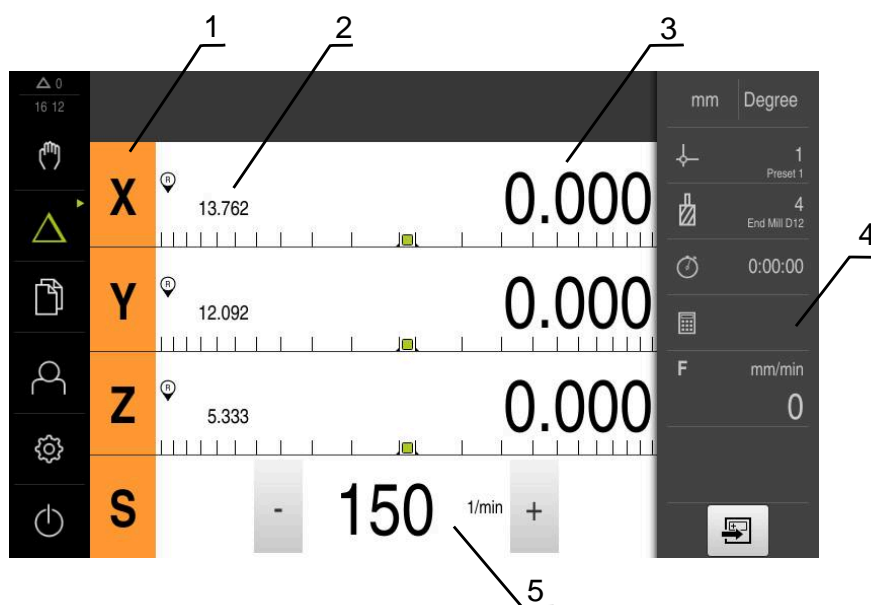 1 2 3
0
16 12
mm Degree
X R 13.762 0.000
1
Preset 1
4
End Mill D12
4
Y R 12.092 0.000
0:00:00
Z R 5.333 0.000
F mm/min
0
S - 150 1/min +
5